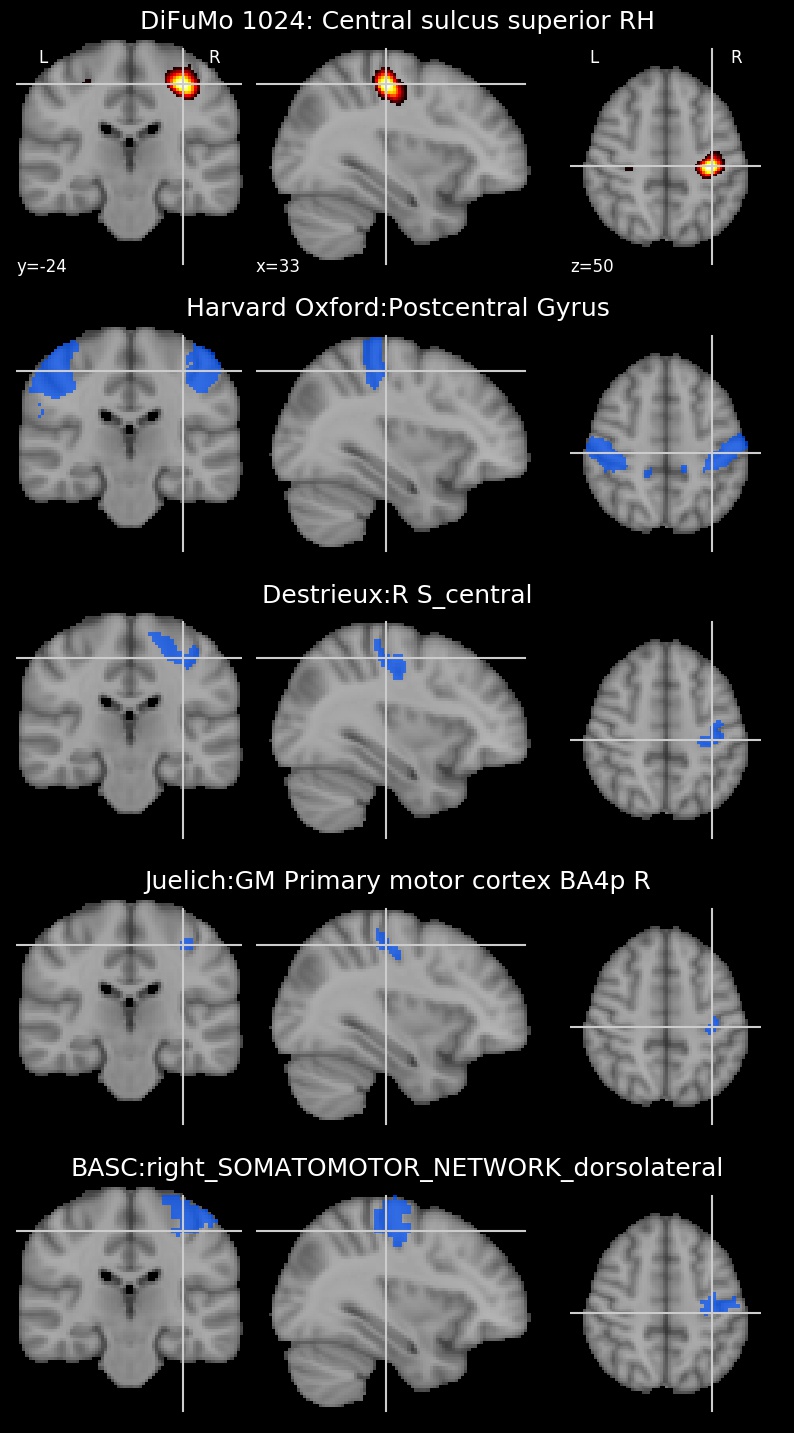 DiFuMo 1024: Central sulcus superior RH
L R L R
y=-24 x=33 z=50
Harvard Oxford:Postcentral Gyrus
Destrieux:R S_central
Juelich:GM Primary motor cortex BA4p R
BASC:right_SOMATOMOTOR_NETWORK_dorsolateral